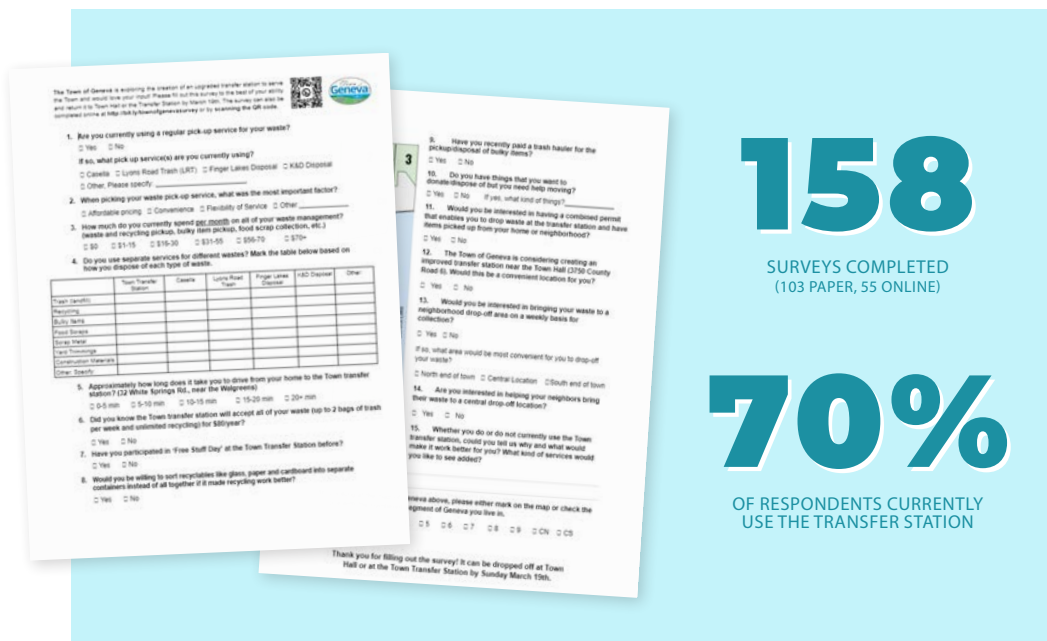 The Town of Geneva is exploring the creation of an upgraded transfer station to serve
the Town and would love your input! Please fill out this survey to the best of your ability
and return it to Town Hall or the Transfer Station by March 19th. The survey can also be
completed online at http://bit.ly/townofgenevasurvey or by scanning the QR code.
Geneva
1. Are you currently using a regular pick-up service for your waste?
Yes No
If so, what pick up service(s) are you currently using?
Casella Lyons Road Trash (LRT) Finger Lakes Disposal K&D Disposal
Other, Please specify:
2. When picking your waste pick-up service, what was the most important factor?
Affordable pricing Convenience Flexibility of Service Other
3. How much do you currently spend per month on all of your waste management?
(waste and recycling pickup, bulky item pickup, food scrap collection, etc.)
$0 $1-15 $16-30 $31-55 $56-70 $70+
4. Do you use separate services for different wastes? Mark the table below based on
how you dispose of each type of waste.
Town Transfer Station Casella Lyons Road Trash Finger Lakes Disposal K&D Disposal Other
Trash (landfill)
Recycling
Bulky Items
Food Scraps
Scrap Metal
Yard Trimmings
Construction Materials
Other: Specify
5. Approximately how long does it take you to drive from your home to the Town transfer
station? (32 White Springs Rd., near the Walgreens)
0-5 min 5-10 min 10-15 min 15-20 min 20+ min
6. Did you know the Town transfer station will accept all of your waste (up to 2 bags of trash
per week and unlimited recycling) for $80/year?
Yes No
7. Have you participated in 'Free Stuff Day' at the Town Transfer Station before?
Yes No
8. Would you be willing to sort recyclables like glass, paper and cardboard into separate
containers instead of all together if it made recycling work better?
Yes No
3
9. Have you recently paid a trash hauler for the
pickup/disposal of bulky items?
Yes No
10. Do you have things that you want to
donate/dispose of but you need help moving?
Yes No If yes, what kind of things?
11. Would you be interested in having a combined permit
that enables you to drop waste at the transfer station and have
items picked up from your home or neighborhood?
Yes No
12. The Town of Geneva is considering creating an
improved transfer station near the Town Hall (3750 County
Road 6). Would this be a convenient location for you?
Yes No
13. Would you be interested in bringing your waste to a
neighborhood drop-off area on a weekly basis for
collection?
Yes No
If so, what area would be most convenient for you to drop-off
your waste?
North end of town Central Location South end of town
14. Are you interested in helping your neighbors bring
their waste to a central drop-off location?
Yes No
15. Whether you do or do not currently use the Town
transfer station, could you tell us why and what would
make it work better for you? What kind of services would
you like to see added?
eneva above, please either mark on the map or check the
egment of Geneva you live in.
5 6 7 8 9 CN CS
Thank you for filling out the survey! It can be dropped off at Town
Hall or at the Town Transfer Station by Sunday March 19th.
158
SURVEYS COMPLETED
(103 PAPER, 55 ONLINE)
70%
OF RESPONDENTS CURRENTLY
USE THE TRANSFER STATION